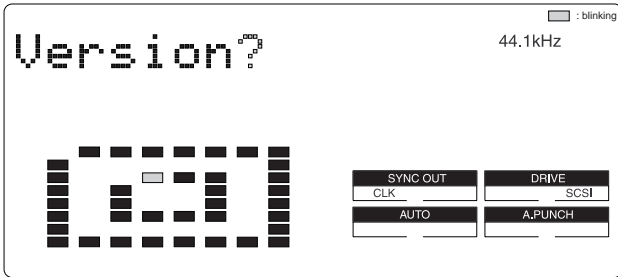 : blinking
Version?
44.1kHz
SYNC OUT
DRIVE
CLK
SCSI
AUTO
A.PUNCH